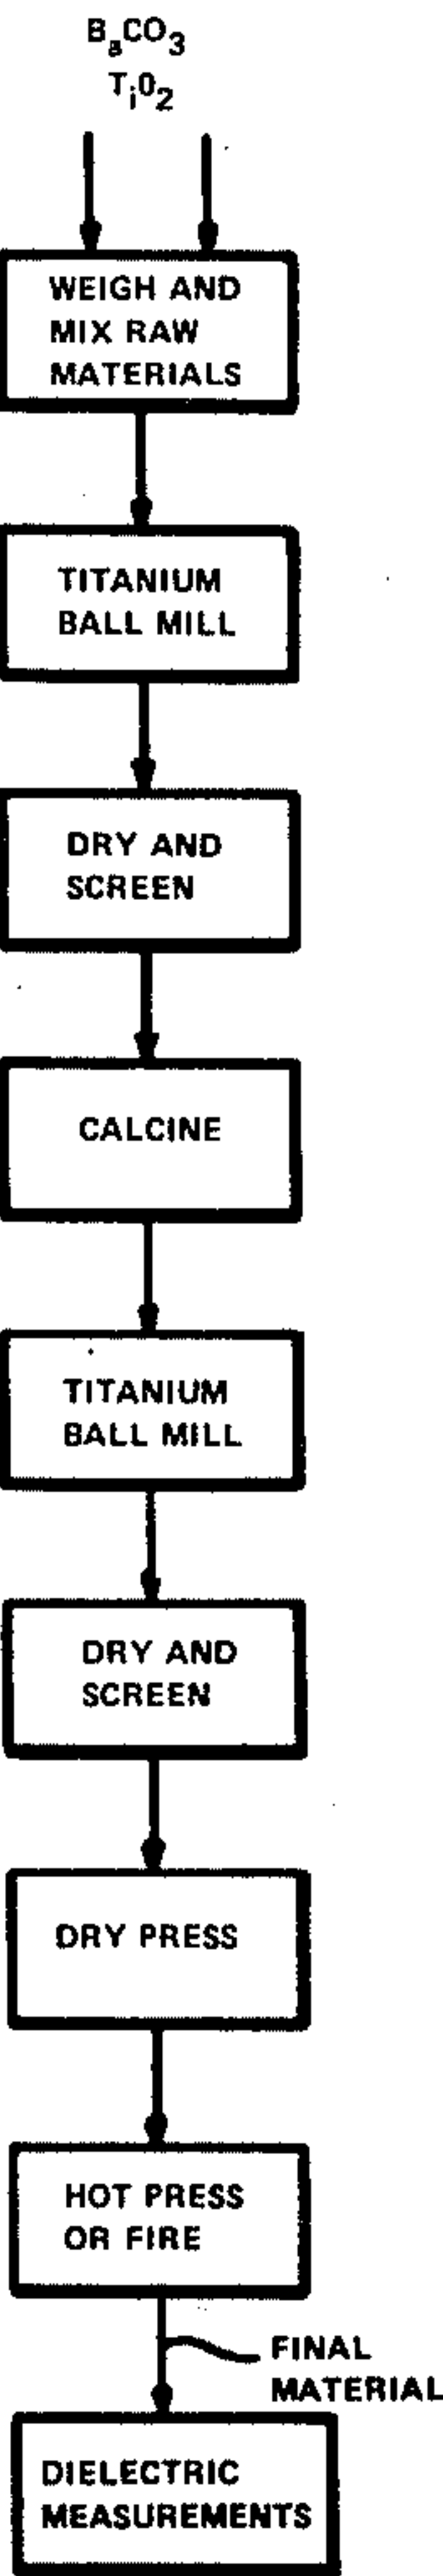 BaCO3
TiO2
WEIGH AND
MIX RAW
MATERIALS
TITANIUM
BALL MILL
DRY AND
SCREEN
CALCINE
TITANIUM
BALL MILL
DRY AND
SCREEN
DRY PRESS
HOT PRESS
OR FIRE
FINAL
MATERIAL
DIELECTRIC
MEASUREMENTS